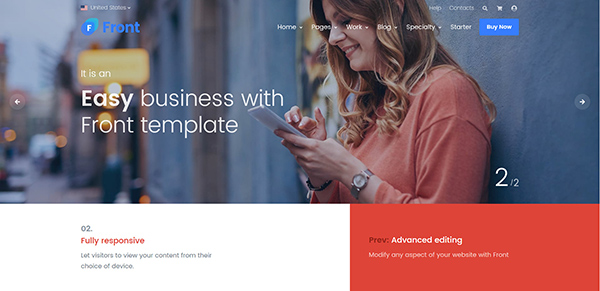 United States
Help Contacts
F Front
Home Pages Work Blog Specialty Starter Buy Now
It is an
Easy business with
Front template
2 /2
02.
Fully responsive
Let visitors to view your content from their
choice of device.
Prev: Advanced editing
Modify any aspect of your website with Front